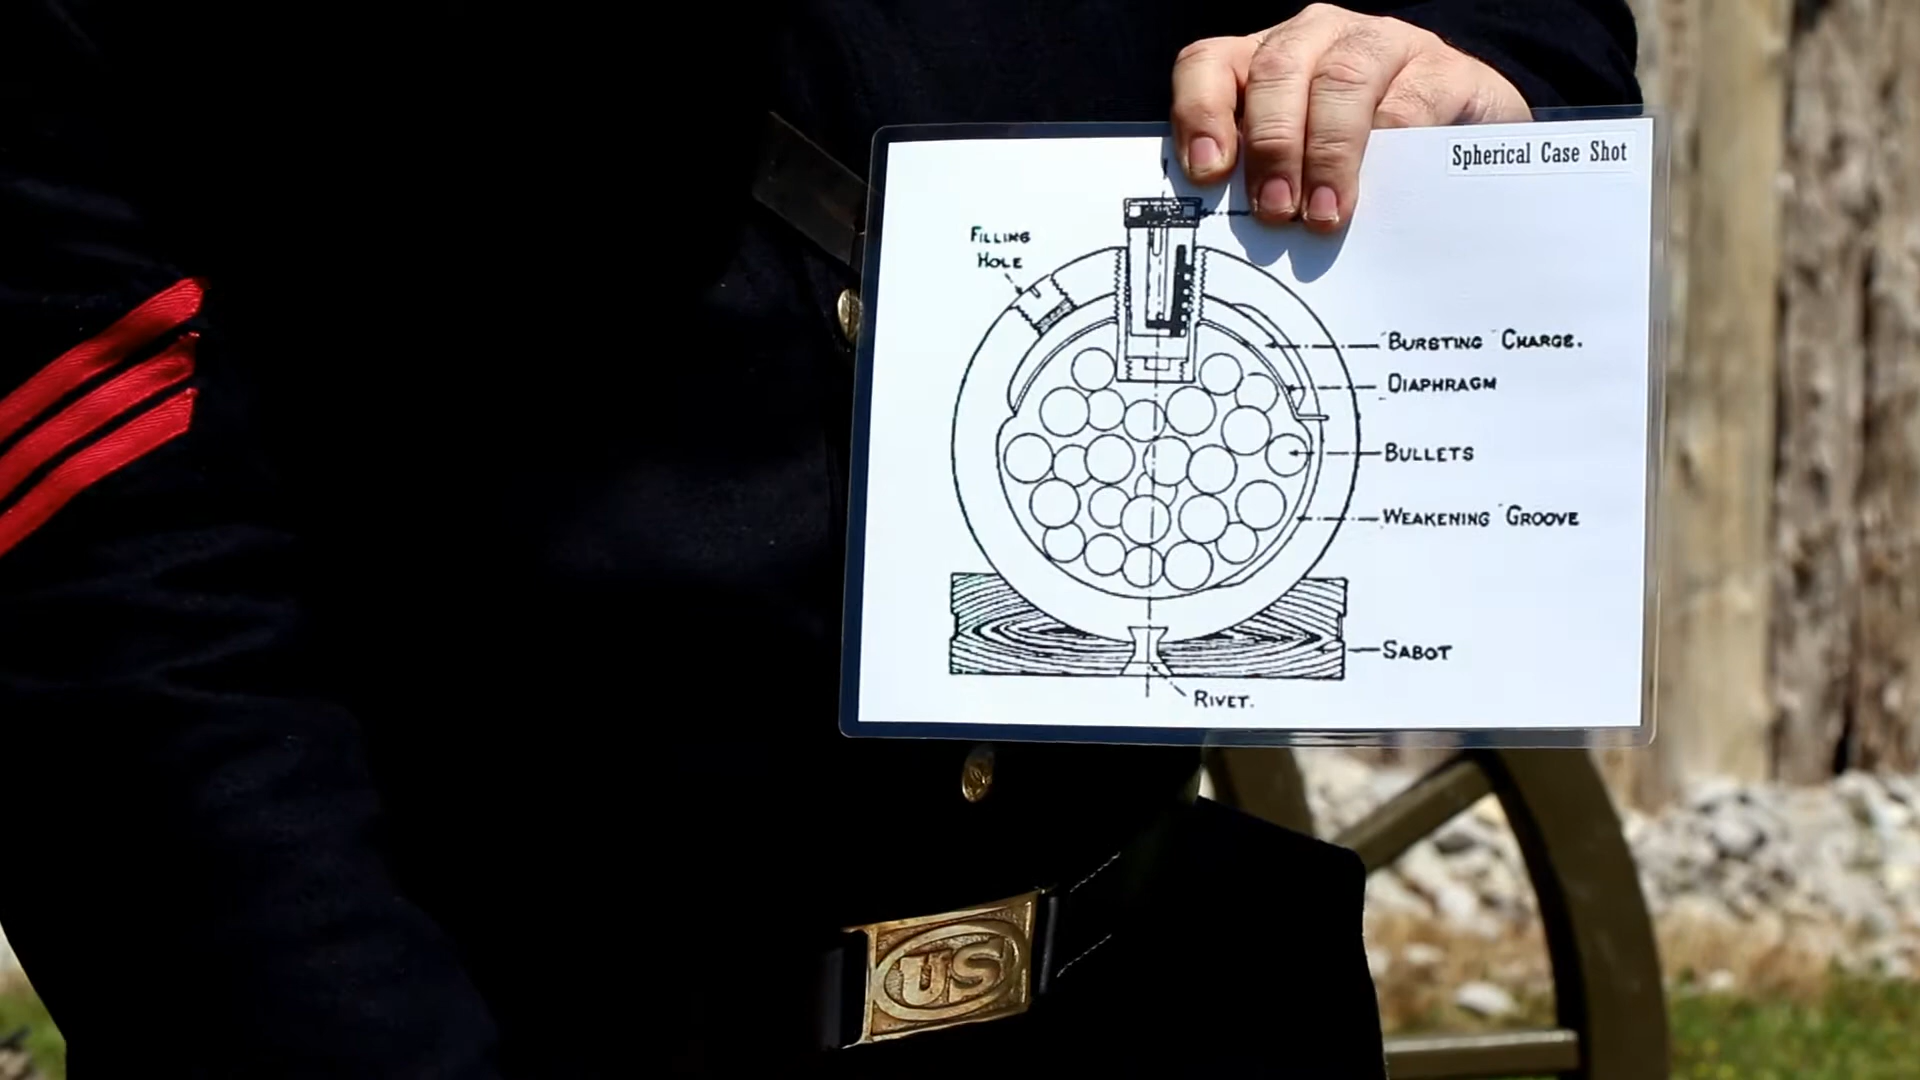 Spherical Case Shot
FILLING
HOLE
BURSTING CHARGE.
DIAPHRAGM
BULLETS
WEAKENING GROOVE
SABOT
RIVET.
US